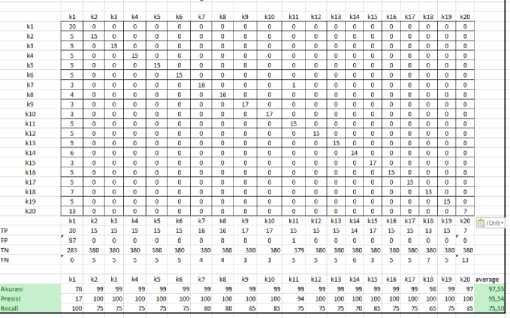 k1 k2 k3 k4 k5 k6 k7 k8 k9 k10 k11 k12 k13 k14 k15 k16 k17 k18 k19 k20
k1 20 0 0 0 0 0 0 0 0 0 0 0 0 0 0 0 0 0 0 0
k2 5 15 0 0 0 0 0 0 0 0 0 0 0 0 0 0 0 0 0 0
k3 5 0 15 0 0 0 0 0 0 0 0 0 0 0 0 0 0 0 0 0
k4 5 0 0 15 0 0 0 0 0 0 0 0 0 0 0 0 0 0 0 0
k5 5 0 0 0 15 0 0 0 0 0 0 0 0 0 0 0 0 0 0 0
k6 5 0 0 0 0 15 0 0 0 0 0 0 0 0 0 0 0 0 0 0
k7 3 0 0 0 0 0 16 0 0 0 1 0 0 0 0 0 0 0 0 0
k8 4 0 0 0 0 0 0 16 0 0 0 0 0 0 0 0 0 0 0 0
k9 3 0 0 0 0 0 0 0 17 0 0 0 0 0 0 0 0 0 0 0
k10 3 0 0 0 0 0 0 0 0 17 0 0 0 0 0 0 0 0 0 0
k11 5 0 0 0 0 0 0 0 0 0 15 0 0 0 0 0 0 0 0 0
k12 5 0 0 0 0 0 0 0 0 0 0 15 0 0 0 0 0 0 0 0
k13 5 0 0 0 0 0 0 0 0 0 0 0 15 0 0 0 0 0 0 0
k14 6 0 0 0 0 0 0 0 0 0 0 0 0 14 0 0 0 0 0 0
k15 3 0 0 0 0 0 0 0 0 0 0 0 0 0 17 0 0 0 0 0
k16 5 0 0 0 0 0 0 0 0 0 0 0 0 0 0 15 0 0 0 0
k17 5 0 0 0 0 0 0 0 0 0 0 0 0 0 0 0 15 0 0 0
k18 7 0 0 0 0 0 0 0 0 0 0 0 0 0 0 0 0 13 0 0
k19 5 0 0 0 0 0 0 0 0 0 0 0 0 0 0 0 0 0 15 0
k20 13 0 0 0 0 0 0 0 0 0 0 0 0 0 0 0 0 0 0 7
k1 k2 k3 k4 k5 k6 k7 k8 k9 k10 k11 k12 k13 k14 k15 k16 k17 k18 k19 k20
TP 20 15 15 15 15 15 16 16 17 17 15 15 15 14 17 15 15 13 15 7
FP 97 0 0 0 0 0 0 0 0 0 1 0 0 0 0 0 0 0 0 0
TN 283 380 380 380 380 380 380 380 380 380 379 380 380 380 380 380 380 380 380 380
FN 0 5 5 5 5 5 4 4 3 3 5 5 5 6 3 5 5 7 5 13
k1 k2 k3 k4 k5 k6 k7 k8 k9 k10 k11 k12 k13 k14 k15 k16 k17 k18 k19 k20 average
Akurasi 76 99 99 99 99 99 99 99 99 99 99 99 99 99 99 99 99 98 99 97
Presisi 17 100 100 100 100 100 100 100 100 100 94 100 100 100 100 100 100 100 100 100 95,54
Recall 100 75 75 75 75 75 80 80 85 85 75 75 75 70 85 75 75 65 75 35 75,50